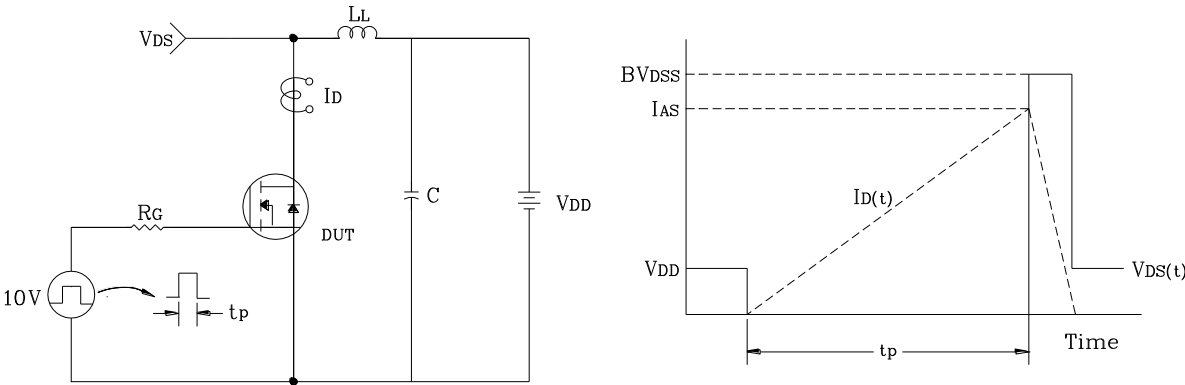 VDS
LL
ID
C
VDD
RG
DUT
10V
tp
BVDSS
IAS
ID(t)
VDD
VDS(t)
Time
tp